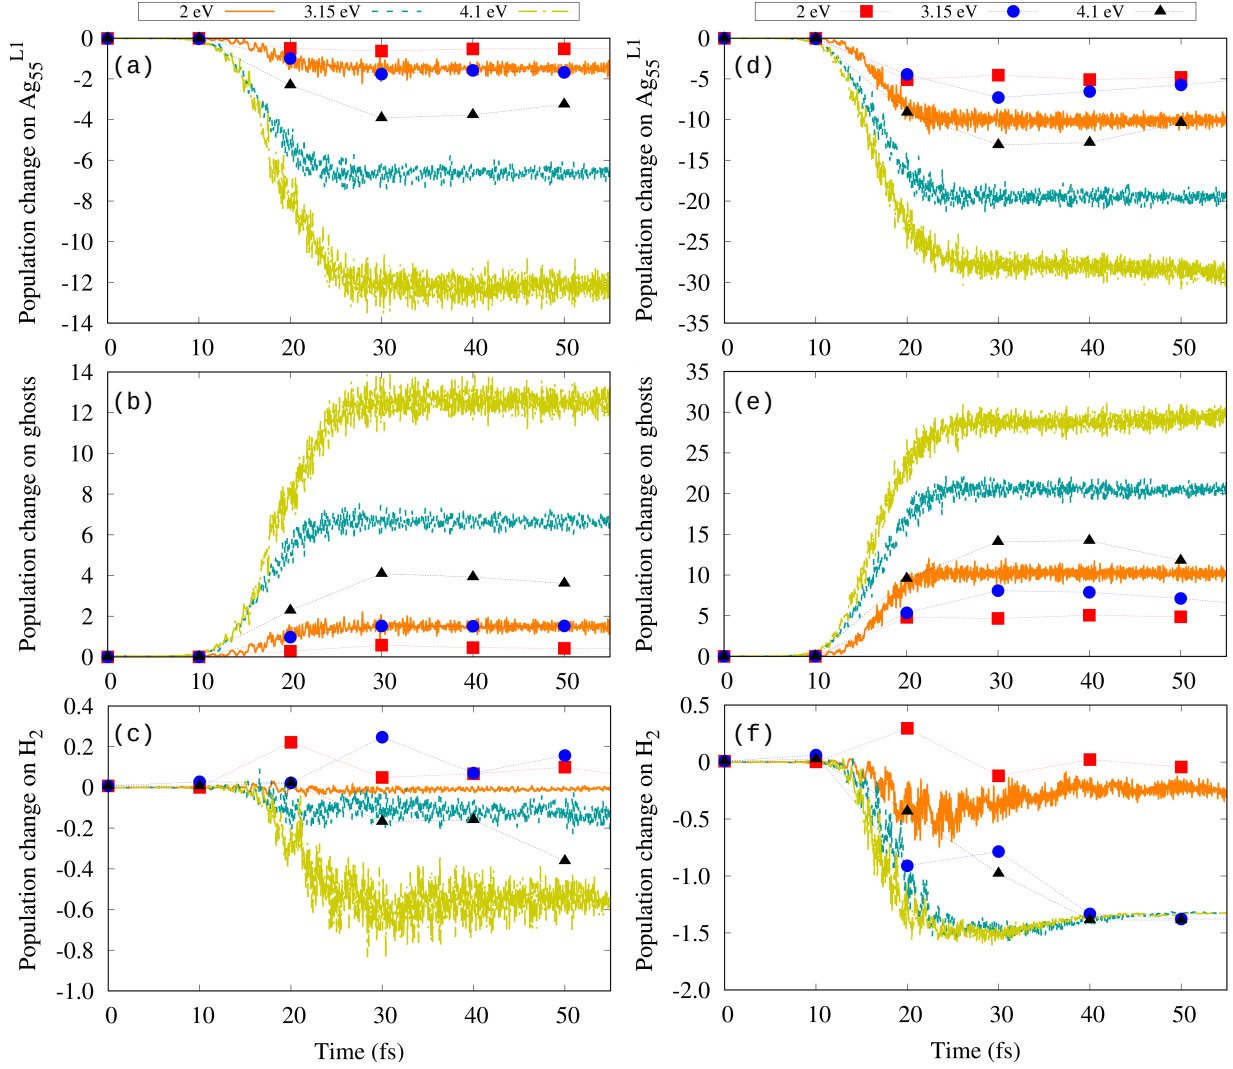 2 eV 3.15 eV 4.1 eV
2 eV 3.15 eV 4.1 eV
Population change on Ag55^L1
(a)
0
-2
-4
-6
-8
-10
-12
-14
0 10 20 30 40 50
Population change on Ag55^L1
(d)
0
-5
-10
-15
-20
-25
-30
-35
0 10 20 30 40 50
Population change on ghosts
(b)
14
12
10
8
6
4
2
0
0 10 20 30 40 50
Population change on ghosts
(e)
35
30
25
20
15
10
5
0
0 10 20 30 40 50
Population change on H2
(c)
0.4
0.2
0
-0.2
-0.4
-0.6
-0.8
-1.0
0 10 20 30 40 50
Time (fs)
Population change on H2
(f)
0.5
0
-0.5
-1.0
-1.5
-2.0
0 10 20 30 40 50
Time (fs)